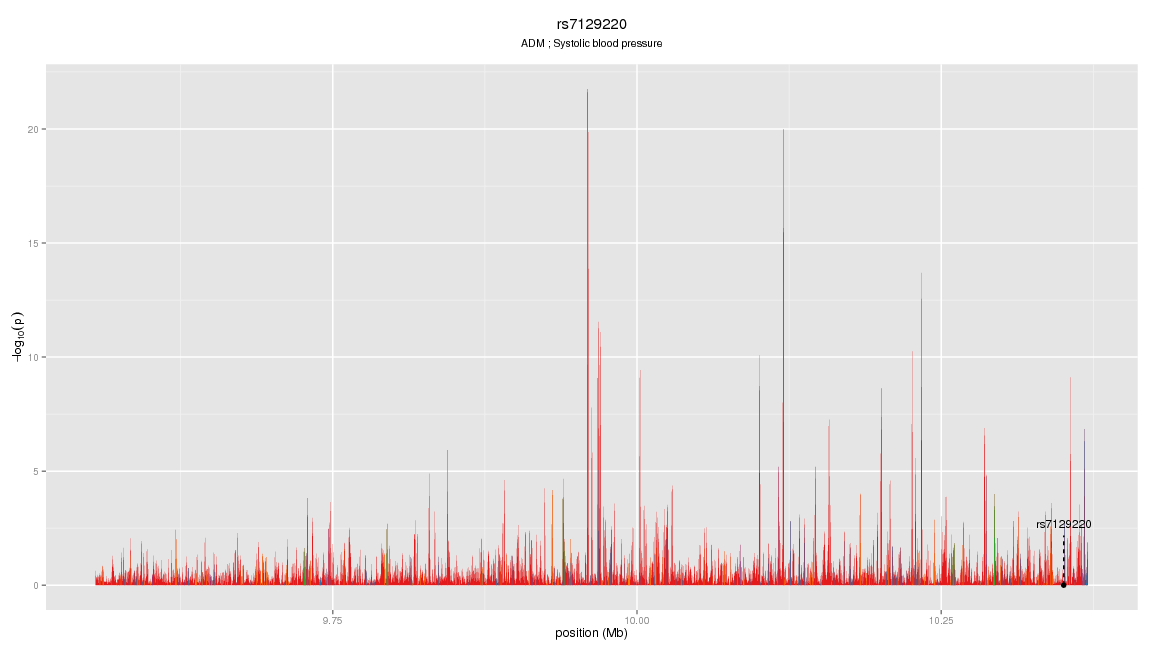 rs7129220
ADM ; Systolic blood pressure
20
15
10
5
0
−log10(p)
rs7129220
9.75 10.00 10.25
position (Mb)